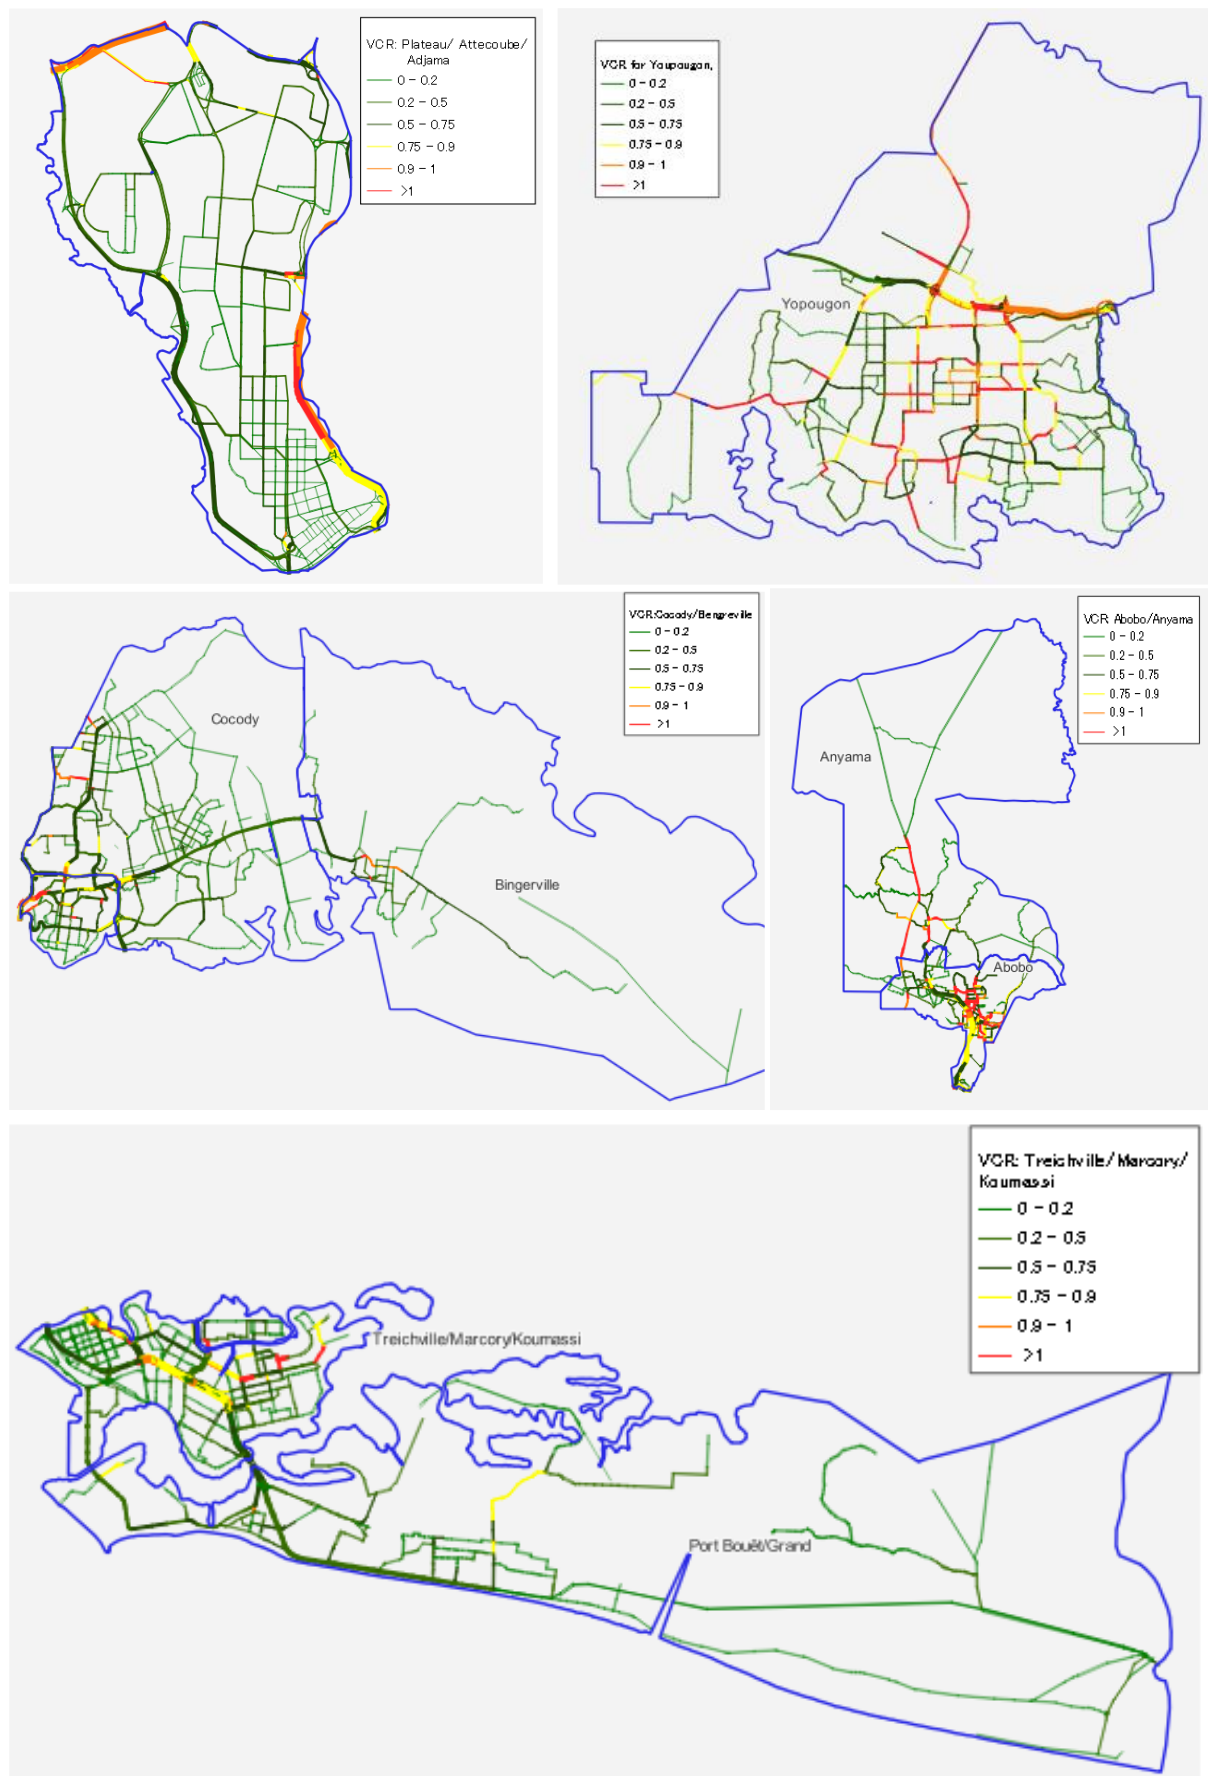 VCR: Plateau/ Attecoube/
Adjama
0 - 0.2
0.2 - 0.5
0.5 - 0.75
0.75 - 0.9
0.9 - 1
>1
VCR for Yaupaugan,
0 - 0.2
0.2 - 0.5
0.5 - 0.75
0.75 - 0.9
0.9 - 1
>1
Yopougon
VCR:Cocody/Bengreville
0 - 0.2
0.2 - 0.5
0.5 - 0.75
0.75 - 0.9
0.9 - 1
>1
Cocody
Bingerville
VCR: Abobo/Anyama
0 - 0.2
0.2 - 0.5
0.5 - 0.75
0.75 - 0.9
0.9 - 1
>1
Anyama
Abobo
VCR: Treichville/Marcory/
Koumassi
0 - 0.2
0.2 - 0.5
0.5 - 0.75
0.75 - 0.9
0.9 - 1
>1
Treichville/Marcory/Koumassi
Port Bouët/Grand